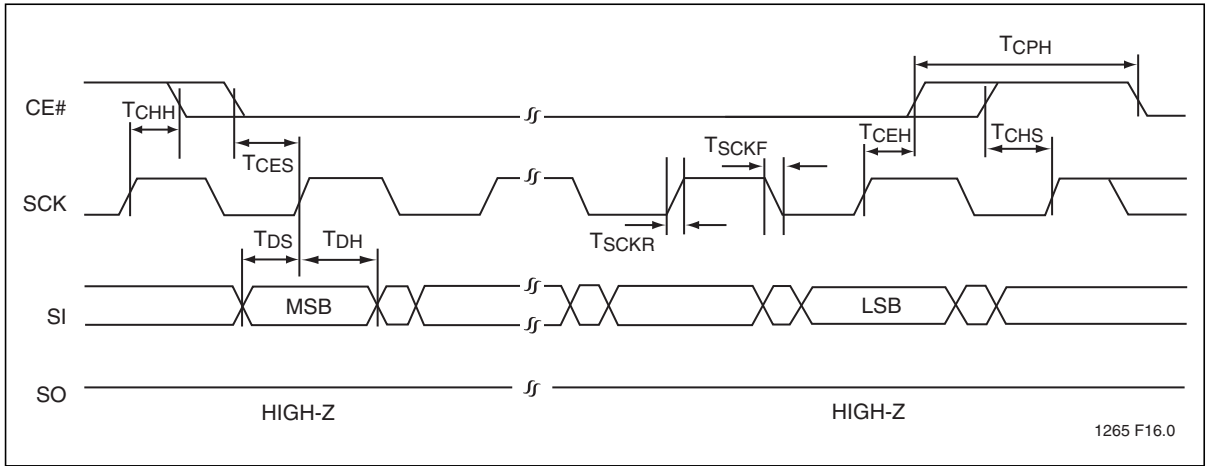 TCPH
CE#
TCHH
TCES
TSCKF
TCEH
TCHS
SCK
TSCKR
TDS
TDH
SI
MSB
LSB
SO
HIGH-Z
HIGH-Z
1265 F16.0